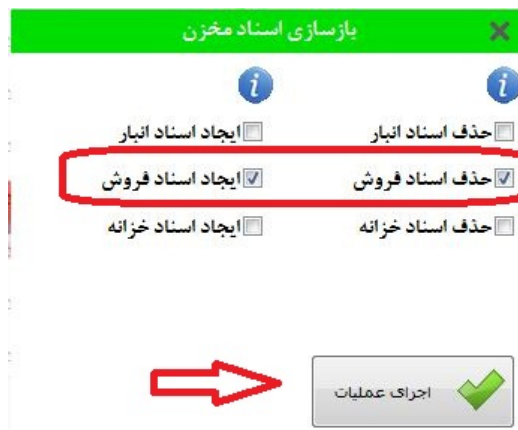 بازسازی اسناد مخزن
حذف اسناد انبار
ایجاد اسناد انبار
حذف اسناد فروش
ایجاد اسناد فروش
حذف اسناد خزانه
ایجاد اسناد خزانه
اجرای عملیات